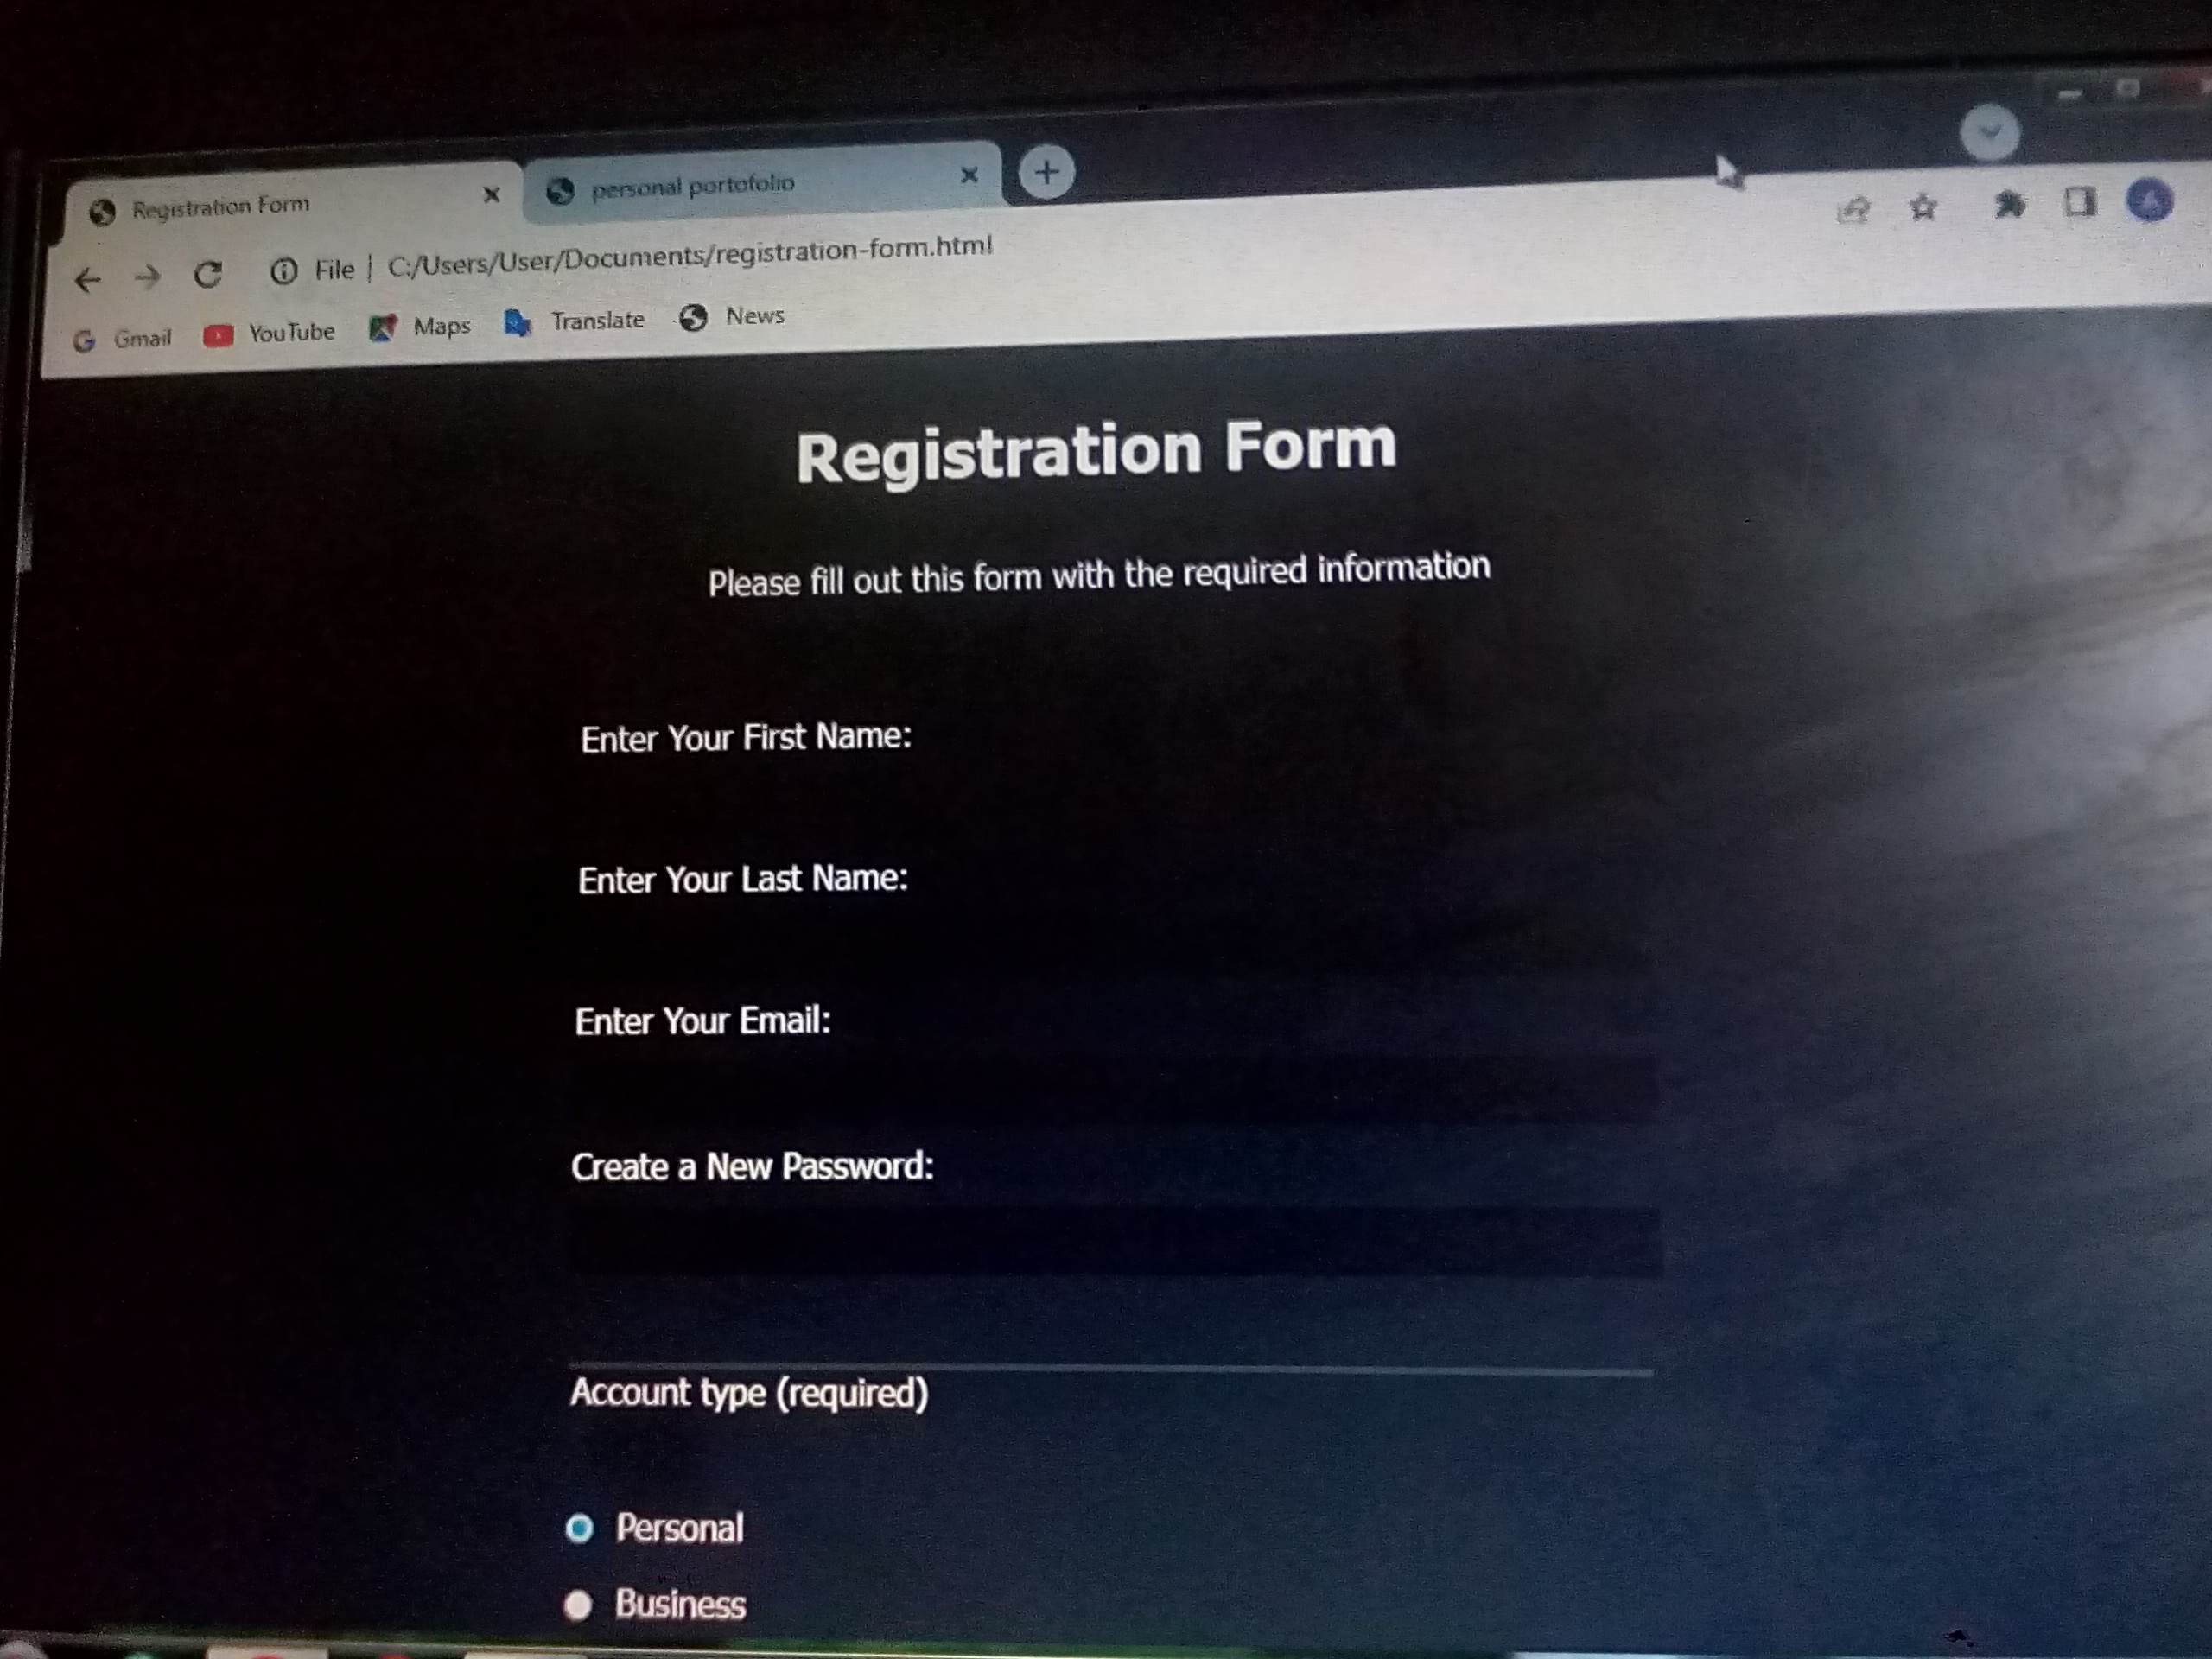 Registration Form
personal portofolio
File | C:/Users/User/Documents/registration-form.html
Gmail YouTube Maps Translate News
Registration Form
Please fill out this form with the required information
Enter Your First Name:
Enter Your Last Name:
Enter Your Email:
Create a New Password:
Account type (required)
Personal
Business